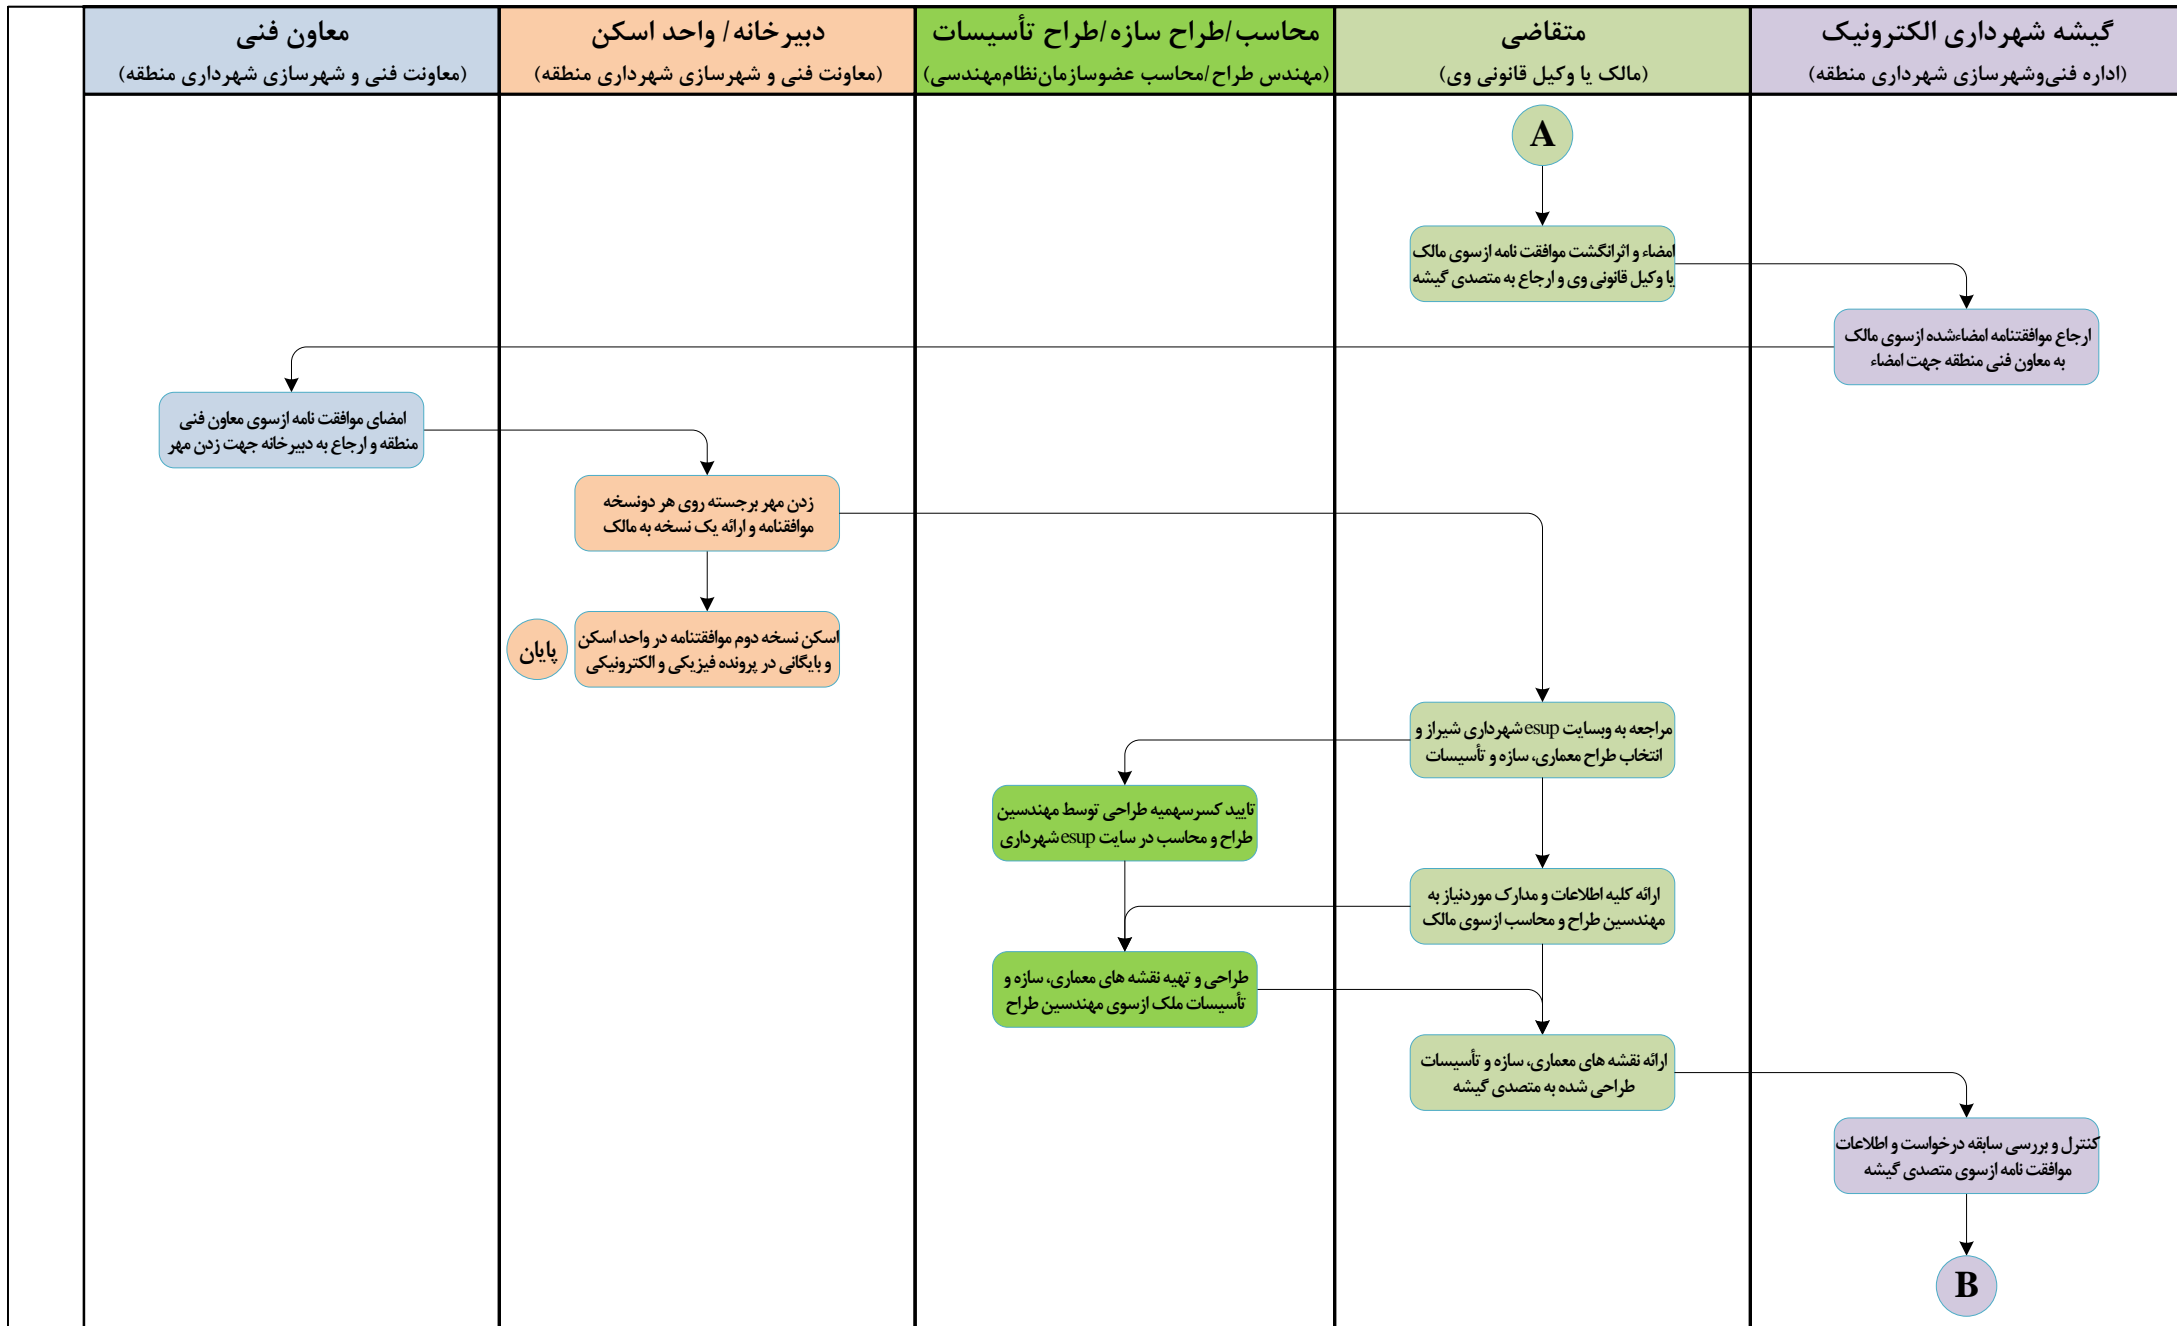 گیشه شهرداری الکترونیک
(اداره فنی‌وشهرسازی شهرداری منطقه)
متقاضی
(مالک یا وکیل قانونی وی)
محاسب/طراح سازه/طراح تأسیسات
(مهندس طراح/محاسب عضوسازمان‌نظام‌مهندسی)
دبیرخانه/ واحد اسکن
(معاونت فنی و شهرسازی شهرداری منطقه)
معاون فنی
(معاونت فنی و شهرسازی شهرداری منطقه)
A
امضاء و اثرانگشت موافقت نامه ازسوی مالک
یا وکیل قانونی وی و ارجاع به متصدی گیشه
ارجاع موافقتنامه امضاءشده ازسوی مالک
به معاون فنی منطقه جهت امضاء
امضای موافقت نامه ازسوی معاون فنی
منطقه و ارجاع به دبیرخانه جهت زدن مهر
زدن مهر برجسته روی هر دونسخه
موافقنامه و ارائه یک نسخه به مالک
اسکن نسخه دوم موافقتنامه در واحد اسکن
و بایگانی در پرونده فیزیکی و الکترونیکی
پایان
مراجعه به وبسایت esup شهرداری شیراز و
انتخاب طراح معماری، سازه و تأسیسات
تایید کسرسهمیه طراحی توسط مهندسین
طراح و محاسب در سایت esup شهرداری
ارائه کلیه اطلاعات و مدارک موردنیاز به
مهندسین طراح و محاسب ازسوی مالک
طراحی و تهیه نقشه های معماری، سازه و
تأسیسات ملک ازسوی مهندسین طراح
ارائه نقشه های معماری، سازه و تأسیسات
طراحی شده به متصدی گیشه
کنترل و بررسی سابقه درخواست و اطلاعات
موافقت نامه ازسوی متصدی گیشه
B